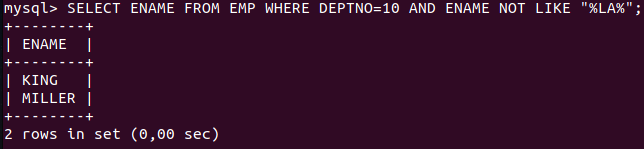 mysql> SELECT ENAME FROM EMP WHERE DEPTNO=10 AND ENAME NOT LIKE "%LA%";
+--------+
| ENAME  |
+--------+
| KING   |
| MILLER |
+--------+
2 rows in set (0,00 sec)